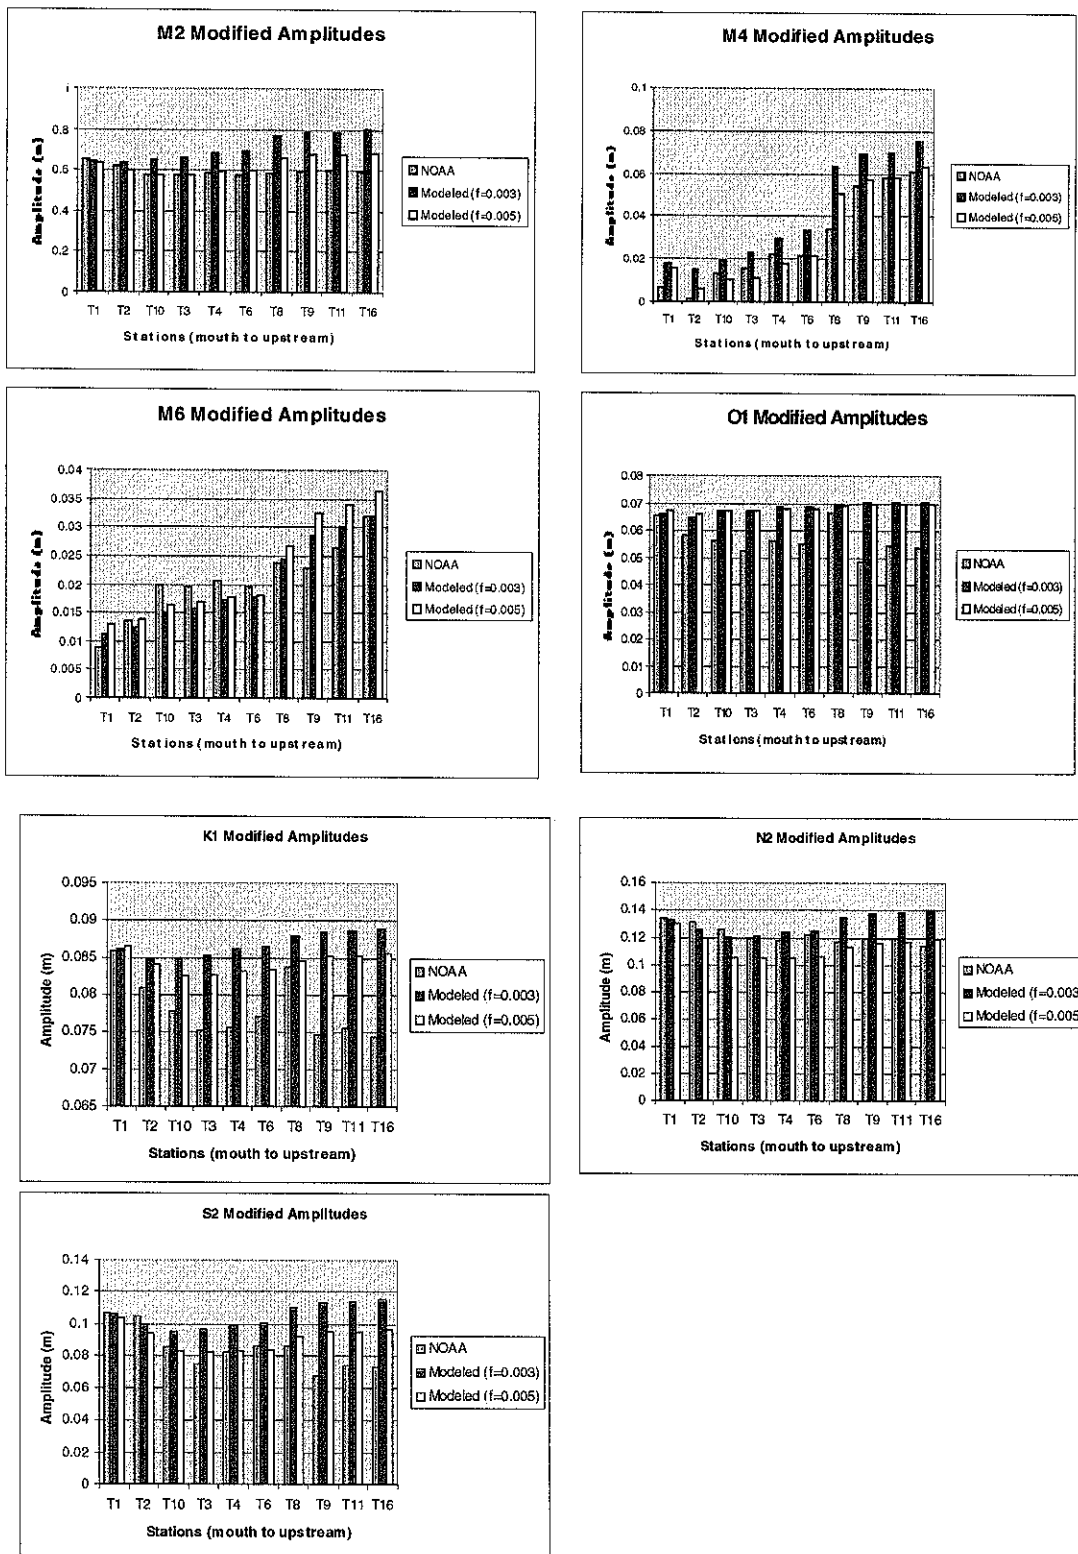 M2 Modified Amplitudes
1
0.8
0.6
0.4
0.2
0
Amplitude (m)
T1 T2 T10 T3 T4 T6 T8 T9 T11 T16
Stations (mouth to upstream)
NOAA
Modeled (f=0.003)
Modeled (f=0.005)
M4 Modified Amplitudes
0.1
0.08
0.06
0.04
0.02
0
Amplitude (m)
T1 T2 T10 T3 T4 T6 T8 T9 T11 T16
Stations (mouth to upstream)
NOAA
Modeled (f=0.003)
Modeled (f=0.005)
M6 Modified Amplitudes
0.04
0.035
0.03
0.025
0.02
0.015
0.01
0.005
0
Amplitude (m)
T1 T2 T10 T3 T4 T6 T8 T9 T11 T16
Stations (mouth to upstream)
NOAA
Modeled (f=0.003)
Modeled (f=0.005)
O1 Modified Amplitudes
0.08
0.07
0.06
0.05
0.04
0.03
0.02
0.01
0
Amplitude (m)
T1 T2 T10 T3 T4 T6 T8 T9 T11 T16
Stations (mouth to upstream)
NOAA
Modeled (f=0.003)
Modeled (f=0.005)
K1 Modified Amplitudes
0.095
0.09
0.085
0.08
0.075
0.07
0.065
Amplitude (m)
T1 T2 T10 T3 T4 T6 T8 T9 T11 T16
Stations (mouth to upstream)
NOAA
Modeled (f=0.003)
Modeled (f=0.005)
N2 Modified Amplitudes
0.16
0.14
0.12
0.1
0.08
0.06
0.04
0.02
0
Amplitude (m)
T1 T2 T10 T3 T4 T6 T8 T9 T11 T16
Stations (mouth to upstream)
NOAA
Modeled (f=0.003
Modeled (f=0.005
S2 Modified Amplitudes
0.14
0.12
0.1
0.08
0.06
0.04
0.02
0
Amplitude (m)
T1 T2 T10 T3 T4 T6 T8 T9 T11 T16
Stations (mouth to upstream)
NOAA
Modeled (f=0.003)
Modeled (f=0.005)